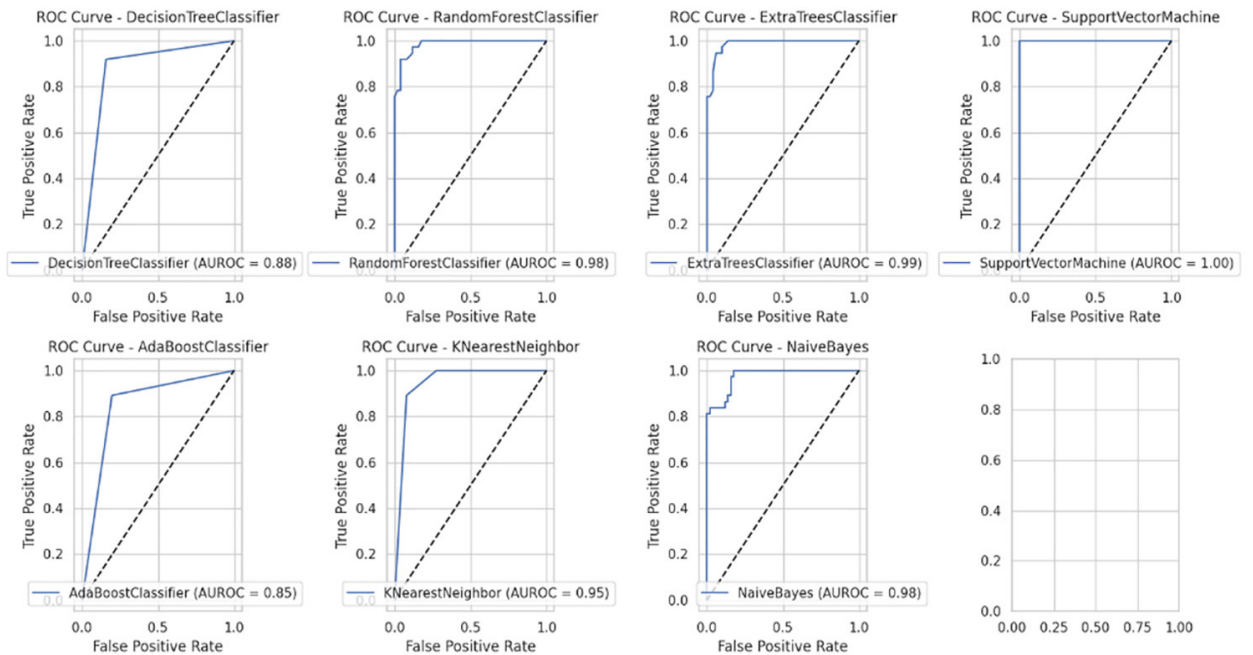 ROC Curve - DecisionTreeClassifier
1.0
0.8
0.6
0.4
0.2
True Positive Rate
DecisionTreeClassifier (AUROC = 0.88)
0.0 0.5 1.0
False Positive Rate
ROC Curve - RandomForestClassifier
1.0
0.8
0.6
0.4
0.2
True Positive Rate
RandomForestClassifier (AUROC = 0.98)
0.0 0.5 1.0
False Positive Rate
ROC Curve - ExtraTreesClassifier
1.0
0.8
0.6
0.4
0.2
True Positive Rate
ExtraTreesClassifier (AUROC = 0.99)
0.0 0.5 1.0
False Positive Rate
ROC Curve - SupportVectorMachine
1.0
0.8
0.6
0.4
0.2
True Positive Rate
SupportVectorMachine (AUROC = 1.00)
0.0 0.5 1.0
False Positive Rate
ROC Curve - AdaBoostClassifier
1.0
0.8
0.6
0.4
0.2
0.0
True Positive Rate
AdaBoostClassifier (AUROC = 0.85)
0.0 0.5 1.0
False Positive Rate
ROC Curve - KNearestNeighbor
1.0
0.8
0.6
0.4
0.2
0.0
True Positive Rate
KNearestNeighbor (AUROC = 0.95)
0.0 0.5 1.0
False Positive Rate
ROC Curve - NaiveBayes
1.0
0.8
0.6
0.4
0.2
0.0
True Positive Rate
NaiveBayes (AUROC = 0.98)
0.0 0.5 1.0
False Positive Rate
1.0
0.8
0.6
0.4
0.2
0.0
0.00 0.25 0.75 1.00